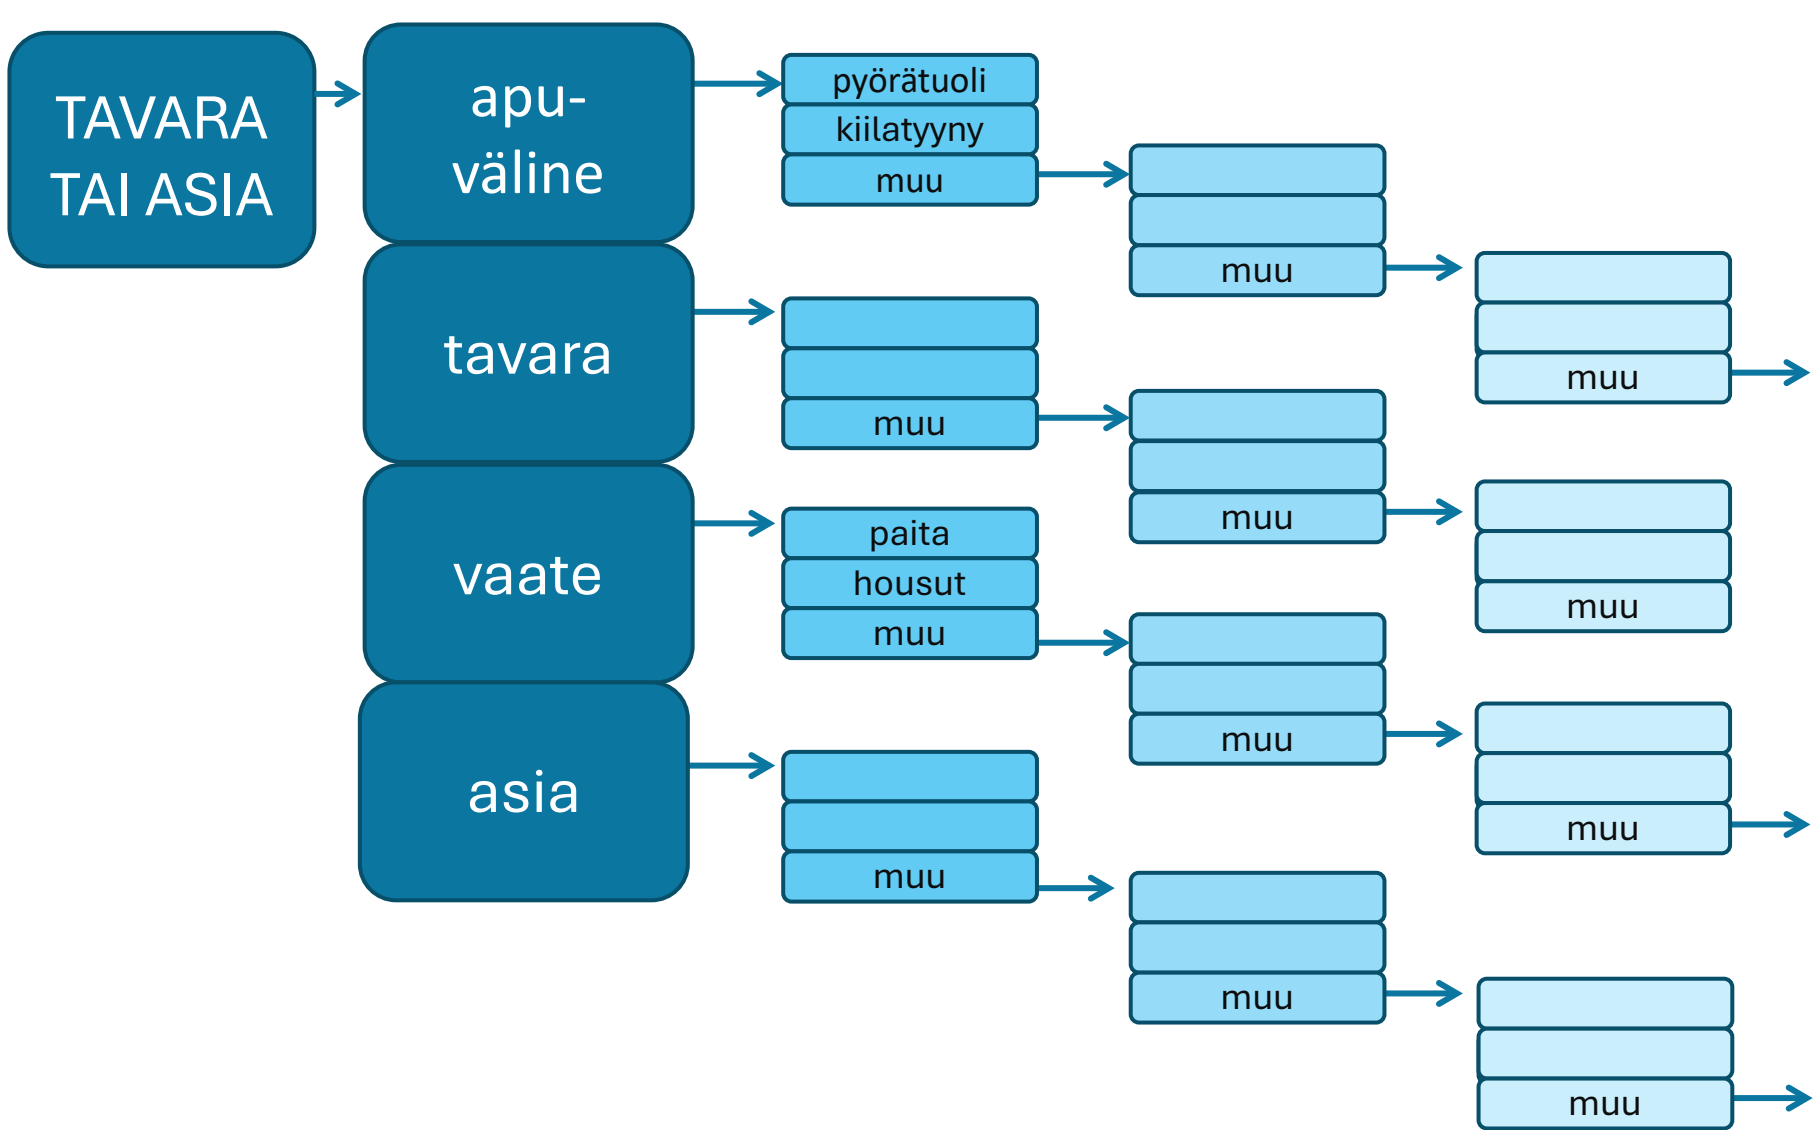 TAVARA
TAI ASIA
apu-
väline
pyörätuoli
kiilatyyny
muu
muu
muu
tavara
muu
muu
muu
vaate
paita
housut
muu
muu
muu
asia
muu
muu
muu